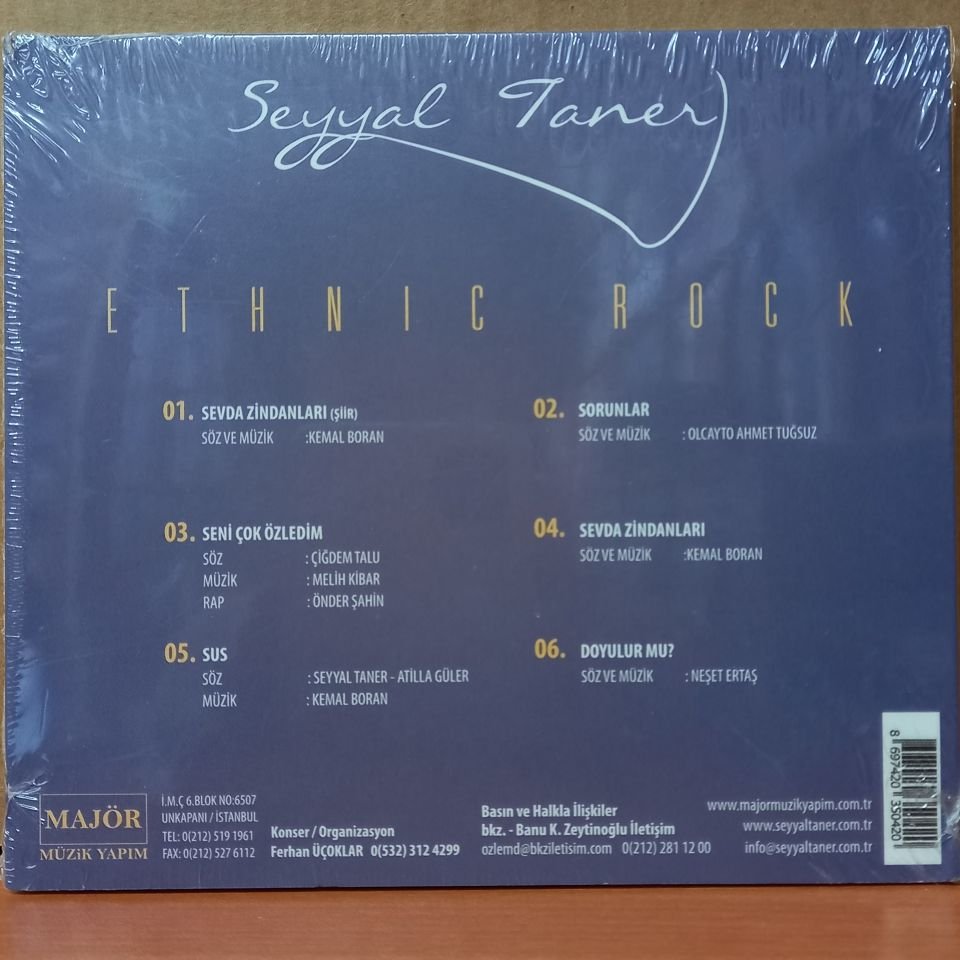 Seyyal Taner
ETHNIC ROCK
01. SEVDA ZİNDANLARI (ŞİİR)
SÖZ VE MÜZİK :KEMAL BORAN
02. SORUNLAR
SÖZ VE MÜZİK : OLCAYTO AHMET TUĞSUZ
03. SENİ ÇOK ÖZLEDİM
SÖZ : ÇİĞDEM TALU
MÜZİK : MELİH KİBAR
RAP : ÖNDER ŞAHİN
04. SEVDA ZİNDANLARI
SÖZ VE MÜZİK :KEMAL BORAN
05. SUS
SÖZ : SEYYAL TANER - ATİLLA GÜLER
MÜZİK : KEMAL BORAN
06. DOYULUR MU?
SÖZ VE MÜZİK : NEŞET ERTAŞ
MAJÖR
MÜZİK YAPIM
İ.M.Ç 6.BLOK NO:6507
UNKAPANI / İSTANBUL
TEL: 0(212) 519 1961
FAX: 0(212) 527 6112
Konser / Organizasyon
Ferhan ÜÇOKLAR 0(532) 312 4299
Basın ve Halkla İlişkiler
bkz. - Banu K. Zeytinoğlu İletişim
ozlemd@bkziletisim.com 0(212) 281 12 00
www.majormuzikyapim.com.tr
www.seyyaltaner.com.tr
info@seyyaltaner.com.tr
8 697420 330420